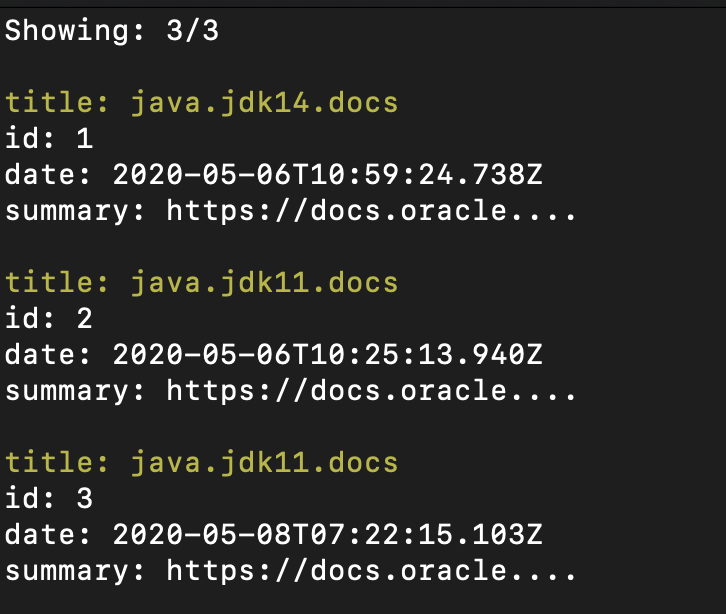 Showing: 3/3
title: java.jdk14.docs
id: 1
date: 2020-05-06T10:59:24.738Z
summary: https://docs.oracle....
title: java.jdk11.docs
id: 2
date: 2020-05-06T10:25:13.940Z
summary: https://docs.oracle....
title: java.jdk11.docs
id: 3
date: 2020-05-08T07:22:15.103Z
summary: https://docs.oracle....